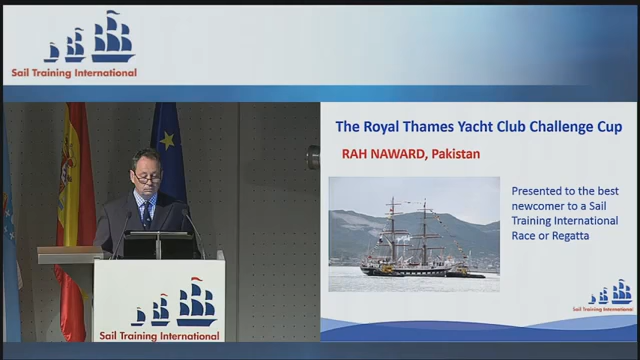 Sail Training International
The Royal Thames Yacht Club Challenge Cup
RAH NAWARD, Pakistan
Presented to the best
newcomer to a Sail
Training International
Race or Regatta
Sail Training International
Sail Training International